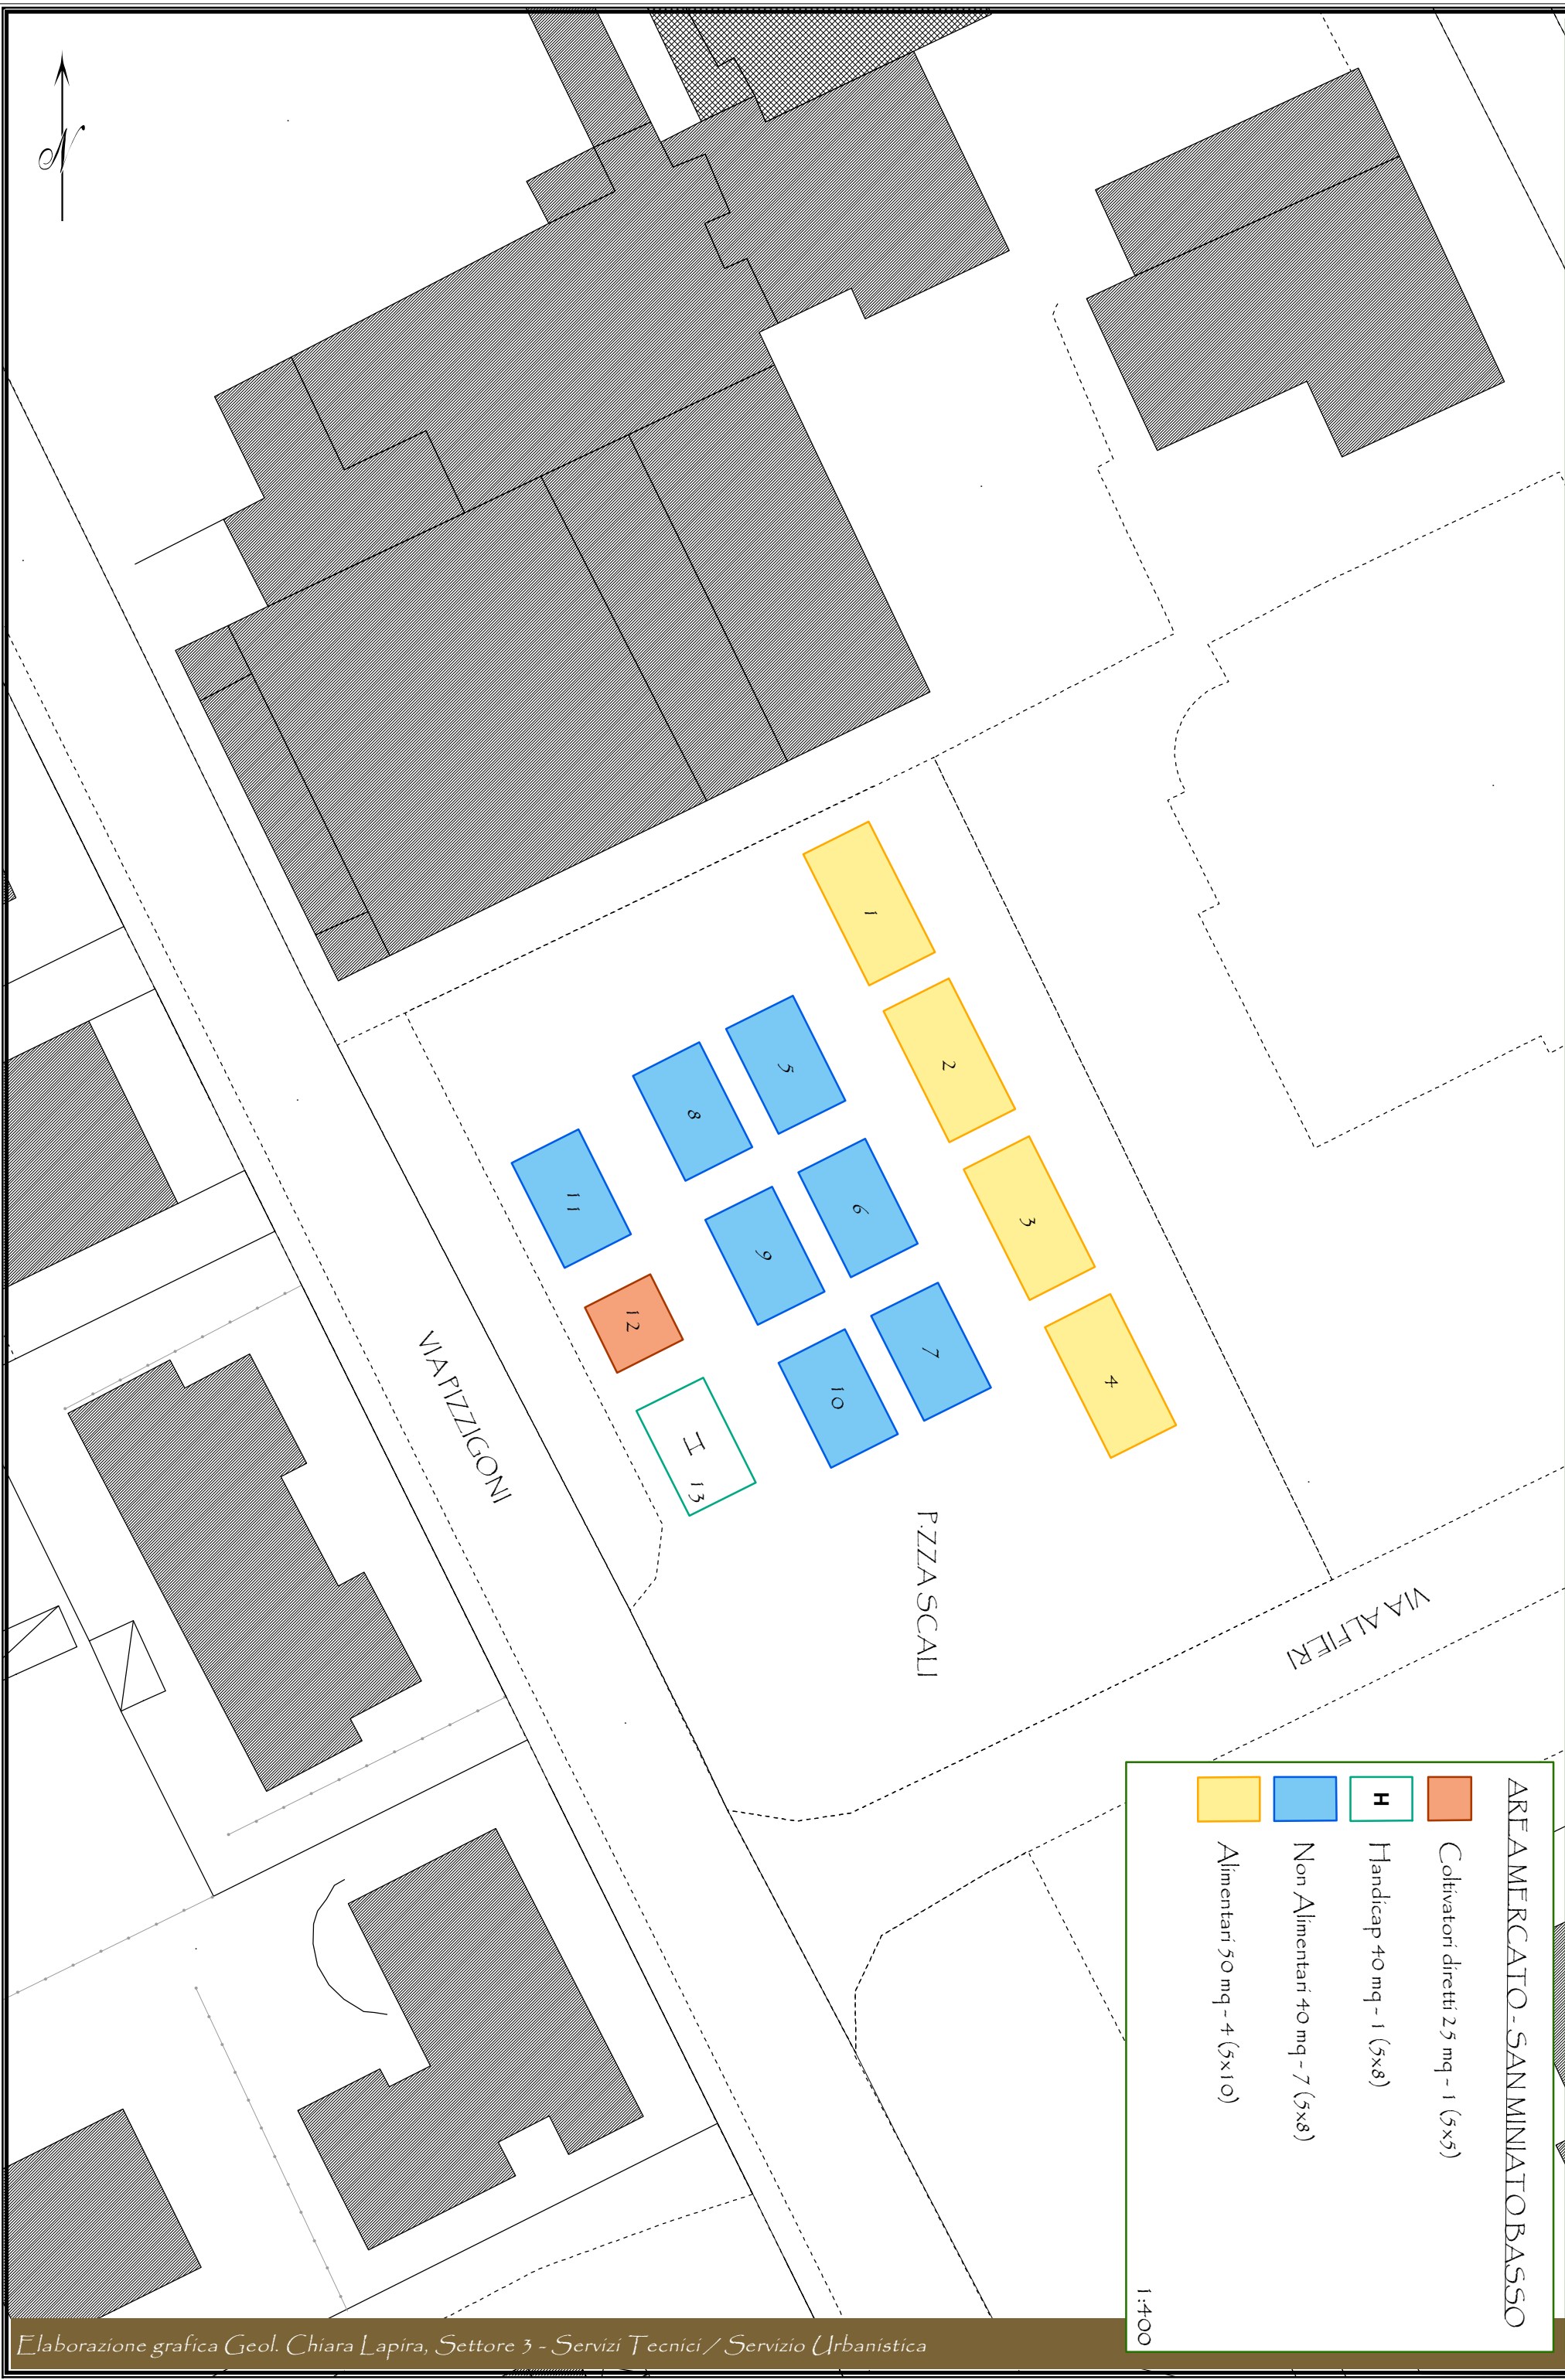 N
1
2
3
4
5
6
7
8
9
10
11
12
H
13
VIA PIZZIGONI
P.ZZA SCALI
VIA ALFIERI
AREA MERCATO - SAN MINIATO BASSO
Coltivatori diretti 25 mq - 1 (5x5)
H
Handicap 40 mq - 1 (5x8)
Non Alimentari 40 mq - 7 (5x8)
Alimentari 50 mq - 4 (5x10)
1:400
Elaborazione grafica Geol. Chiara Lapira, Settore 3 - Servizi Tecnici / Servizio Urbanistica